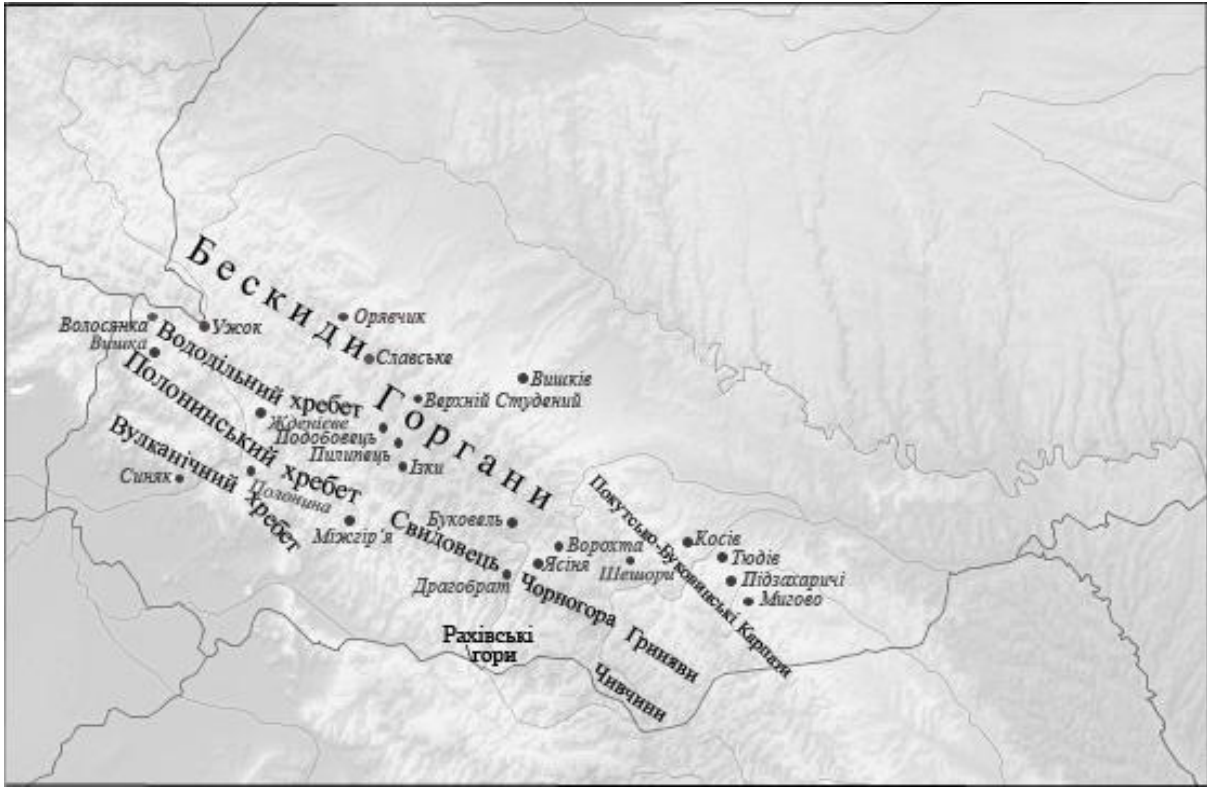 Бескиди
Орявчик
Волосянка
Ужок
Вишка
Славське
Вододільний хребет
Вишків
Верхній Студений
Полонинський хребет
Горгани
Жденієве
Подобовець
Пилипець
Ізки
Вулканічний хребет
Синяк
Полонина
Міжгір'я
Покутсько-Буковинські Карпати
Буковель
Свидовець
Косів
Ворохта
Тюдів
Ясіня
Шешори
Драгобрат
Підзахаричі
Чорногора
Мигово
Рахівські
гори
Гриняви
Чивчини